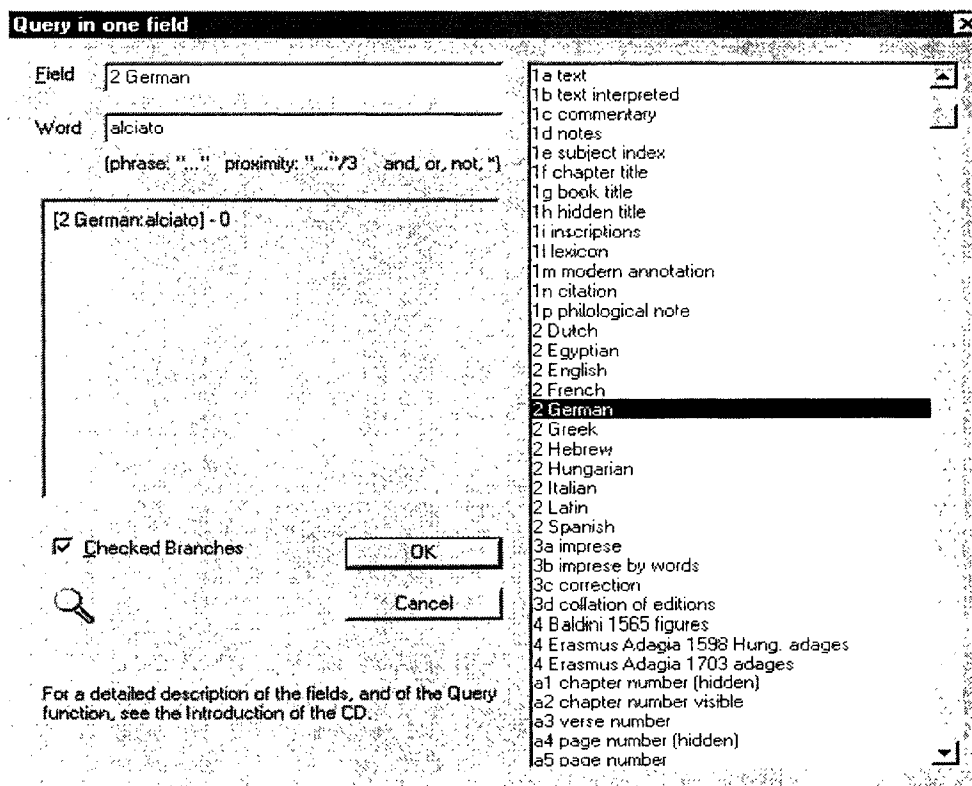 Query in one field
Field
2 German
Word
alciato
(phrase: "..." proximity: "..."/3 and, or, not, *)
[2 German:alciato] - 0
Checked Branches
OK
Cancel
For a detailed description of the fields, and of the Query
function, see the Introduction of the CD.
1a text
1b text interpreted
1c commentary
1d notes
1e subject index
1f chapter title
1g book title
1h hidden title
1i inscriptions
1l lexicon
1m modern annotation
1n citation
1p philological note
2 Dutch
2 Egyptian
2 English
2 French
2 German
2 Greek
2 Hebrew
2 Hungarian
2 Italian
2 Latin
2 Spanish
3a imprese
3b imprese by words
3c correction
3d collation of editions
4 Baldini 1565 figures
4 Erasmus Adagia 1598 Hung. adages
4 Erasmus Adagia 1703 adages
a1 chapter number (hidden)
a2 chapter number visible
a3 verse number
a4 page number (hidden)
a5 page number